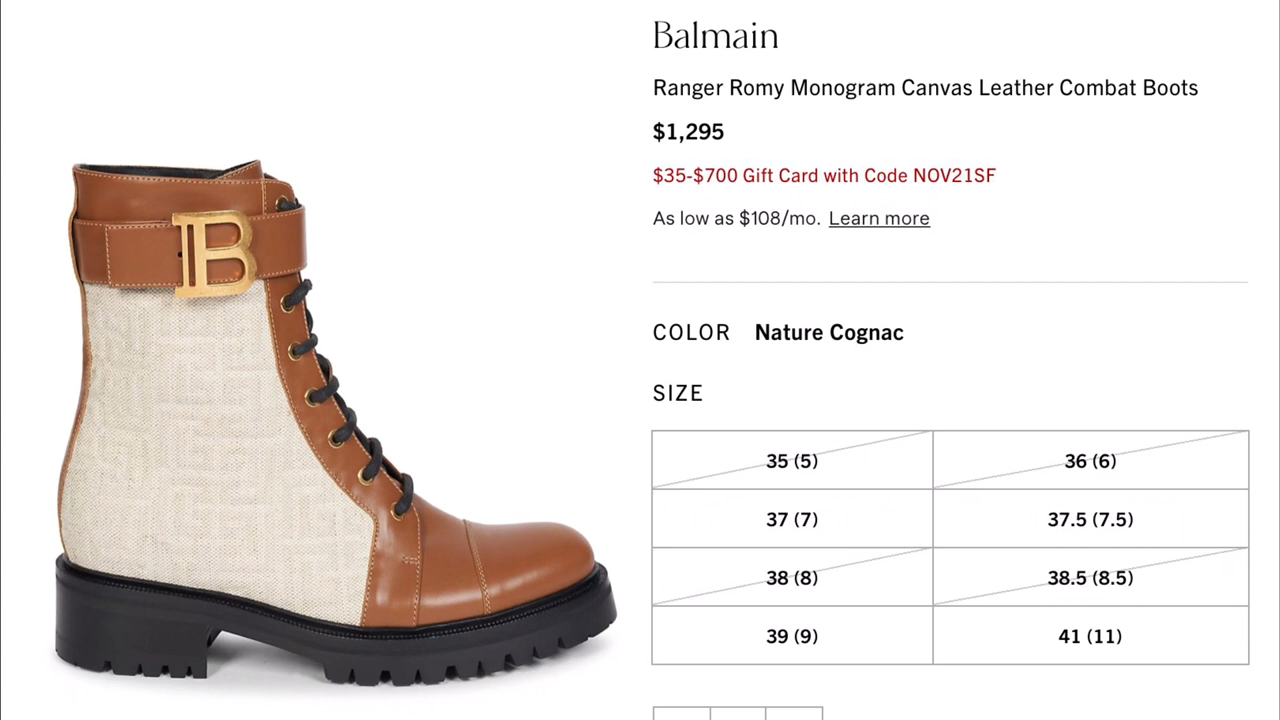 Balmain
Ranger Romy Monogram Canvas Leather Combat Boots
$1,295
$35-$700 Gift Card with Code NOV21SF
As low as $108/mo. Learn more
COLOR Nature Cognac
SIZE
35 (5) 36 (6)
37 (7) 37.5 (7.5)
38 (8) 38.5 (8.5)
39 (9) 41 (11)
B